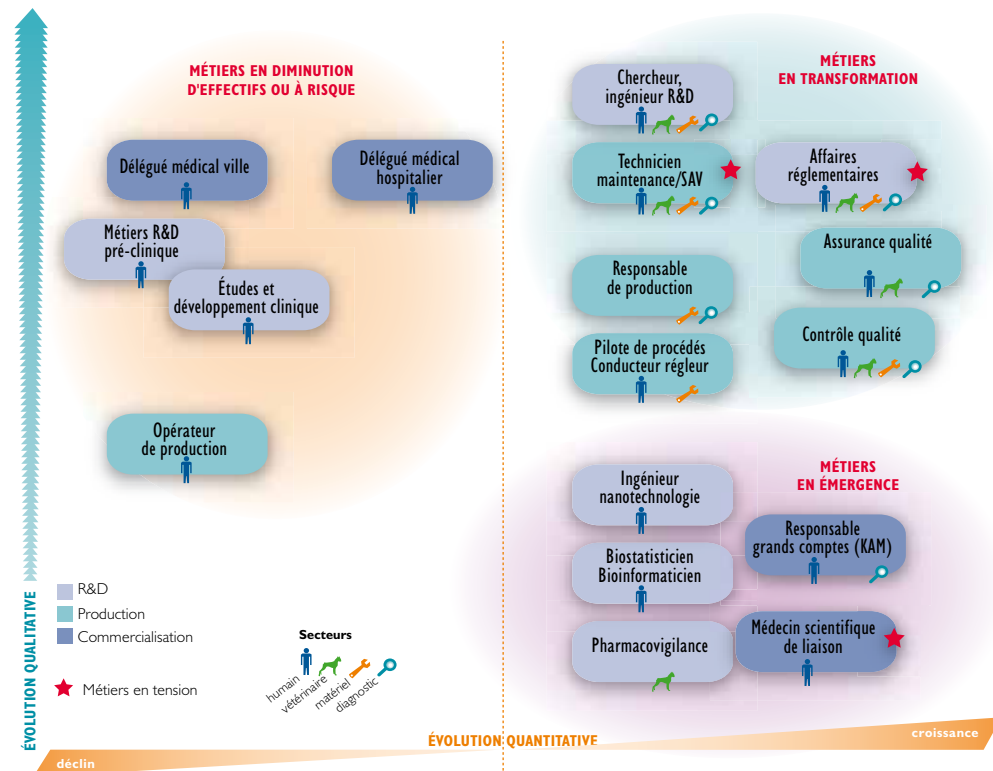 MÉTIERS EN DIMINUTION
D'EFFECTIFS OU À RISQUE
Délégué médical ville
Délégué médical
hospitalier
Métiers R&D
pré-clinique
Études et
développement clinique
Opérateur
de production
MÉTIERS
EN TRANSFORMATION
Chercheur,
ingénieur R&D
Technicien
maintenance/SAV
Affaires
réglementaires
Assurance qualité
Responsable
de production
Contrôle qualité
Pilote de procédés
Conducteur régleur
MÉTIERS
EN ÉMERGENCE
Ingénieur
nanotechnologie
Responsable
grands comptes (KAM)
Biostatisticien
Bioinformaticien
Médecin scientifique
de liaison
Pharmacovigilance
ÉVOLUTION QUALITATIVE
R&D
Production
Commercialisation
Métiers en tension
Secteurs
humain
vétérinaire
matériel
diagnostic
ÉVOLUTION QUANTITATIVE
déclin
croissance